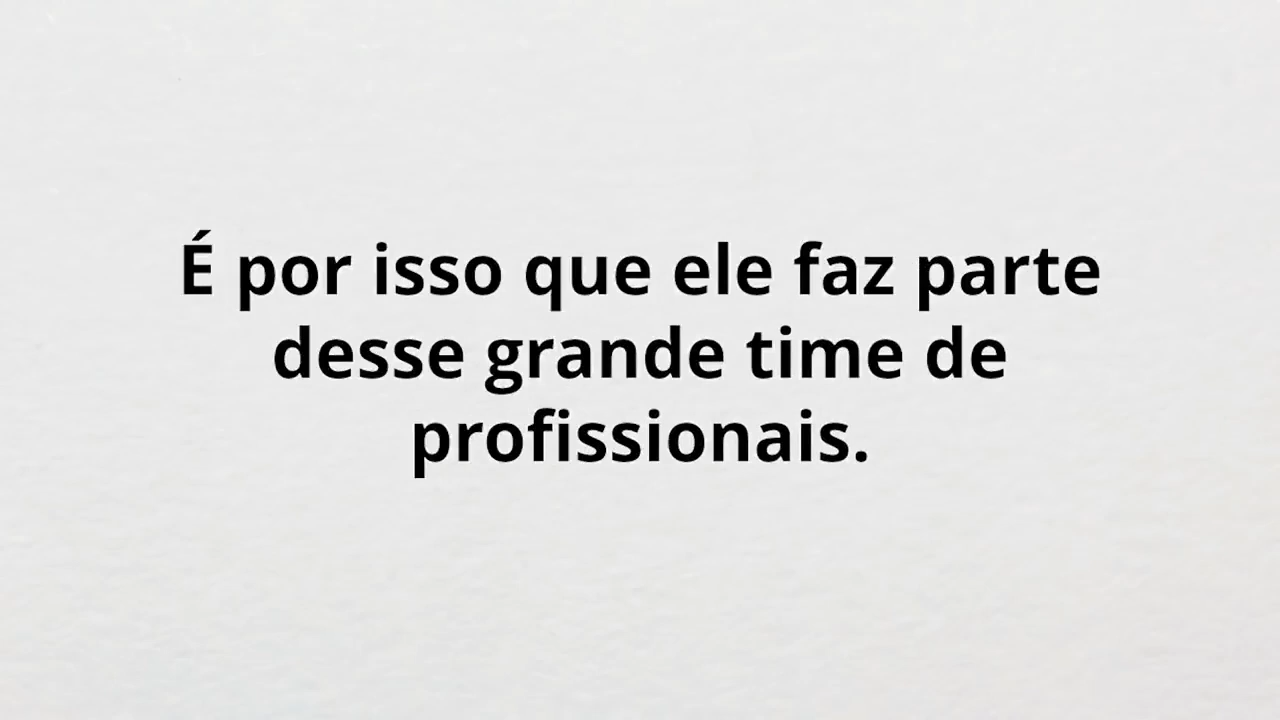 É por isso que ele faz parte
desse grande time de
profissionais.